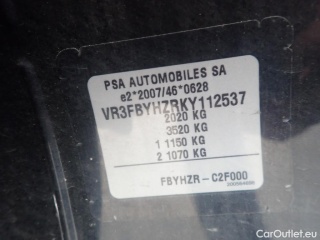 PSA AUTOMOBILES SA
e2*2007/46*0628
VR3FBYHZRKY112537
2020 KG
3520 KG
1 1150 KG
2 1070 KG
FBYHZR-C2F000
CarOutlet.eu